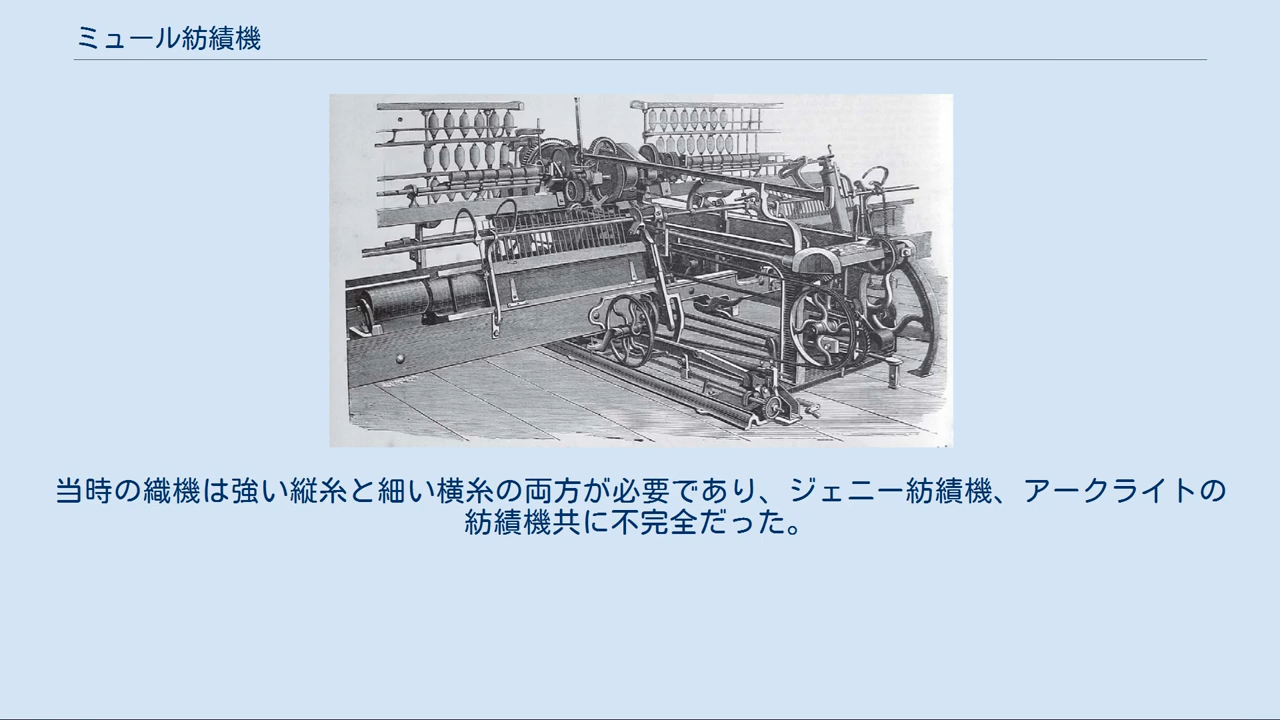 ミュール紡績機
当時の織機は強い縦糸と細い横糸の両方が必要であり、ジェニー紡績機、アークライトの
紡績機共に不完全だった。